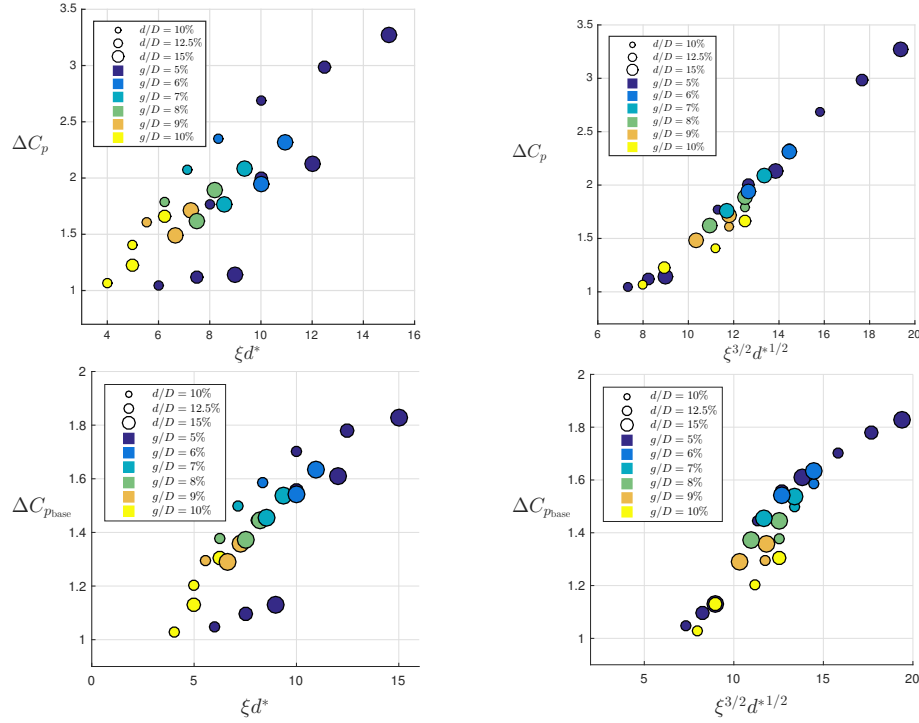 3.5
3
2.5
2
1.5
1
ΔC_p
d/D = 10%
d/D = 12.5%
d/D = 15%
g/D = 5%
g/D = 6%
g/D = 7%
g/D = 8%
g/D = 9%
g/D = 10%
4 6 8 10 12 14 16
ξd*
3.5
3
2.5
2
1.5
1
ΔC_p
d/D = 10%
d/D = 12.5%
d/D = 15%
g/D = 5%
g/D = 6%
g/D = 7%
g/D = 8%
g/D = 9%
g/D = 10%
6 8 10 12 14 16 18 20
ξ^{3/2}d*^{1/2}
2
1.8
1.6
1.4
1.2
1
ΔC_{p_{base}}
d/D = 10%
d/D = 12.5%
d/D = 15%
g/D = 5%
g/D = 6%
g/D = 7%
g/D = 8%
g/D = 9%
g/D = 10%
0 5 10 15
ξd*
2
1.8
1.6
1.4
1.2
1
ΔC_{p_{base}}
d/D = 10%
d/D = 12.5%
d/D = 15%
g/D = 5%
g/D = 6%
g/D = 7%
g/D = 8%
g/D = 9%
g/D = 10%
5 10 15 20
ξ^{3/2}d*^{1/2}